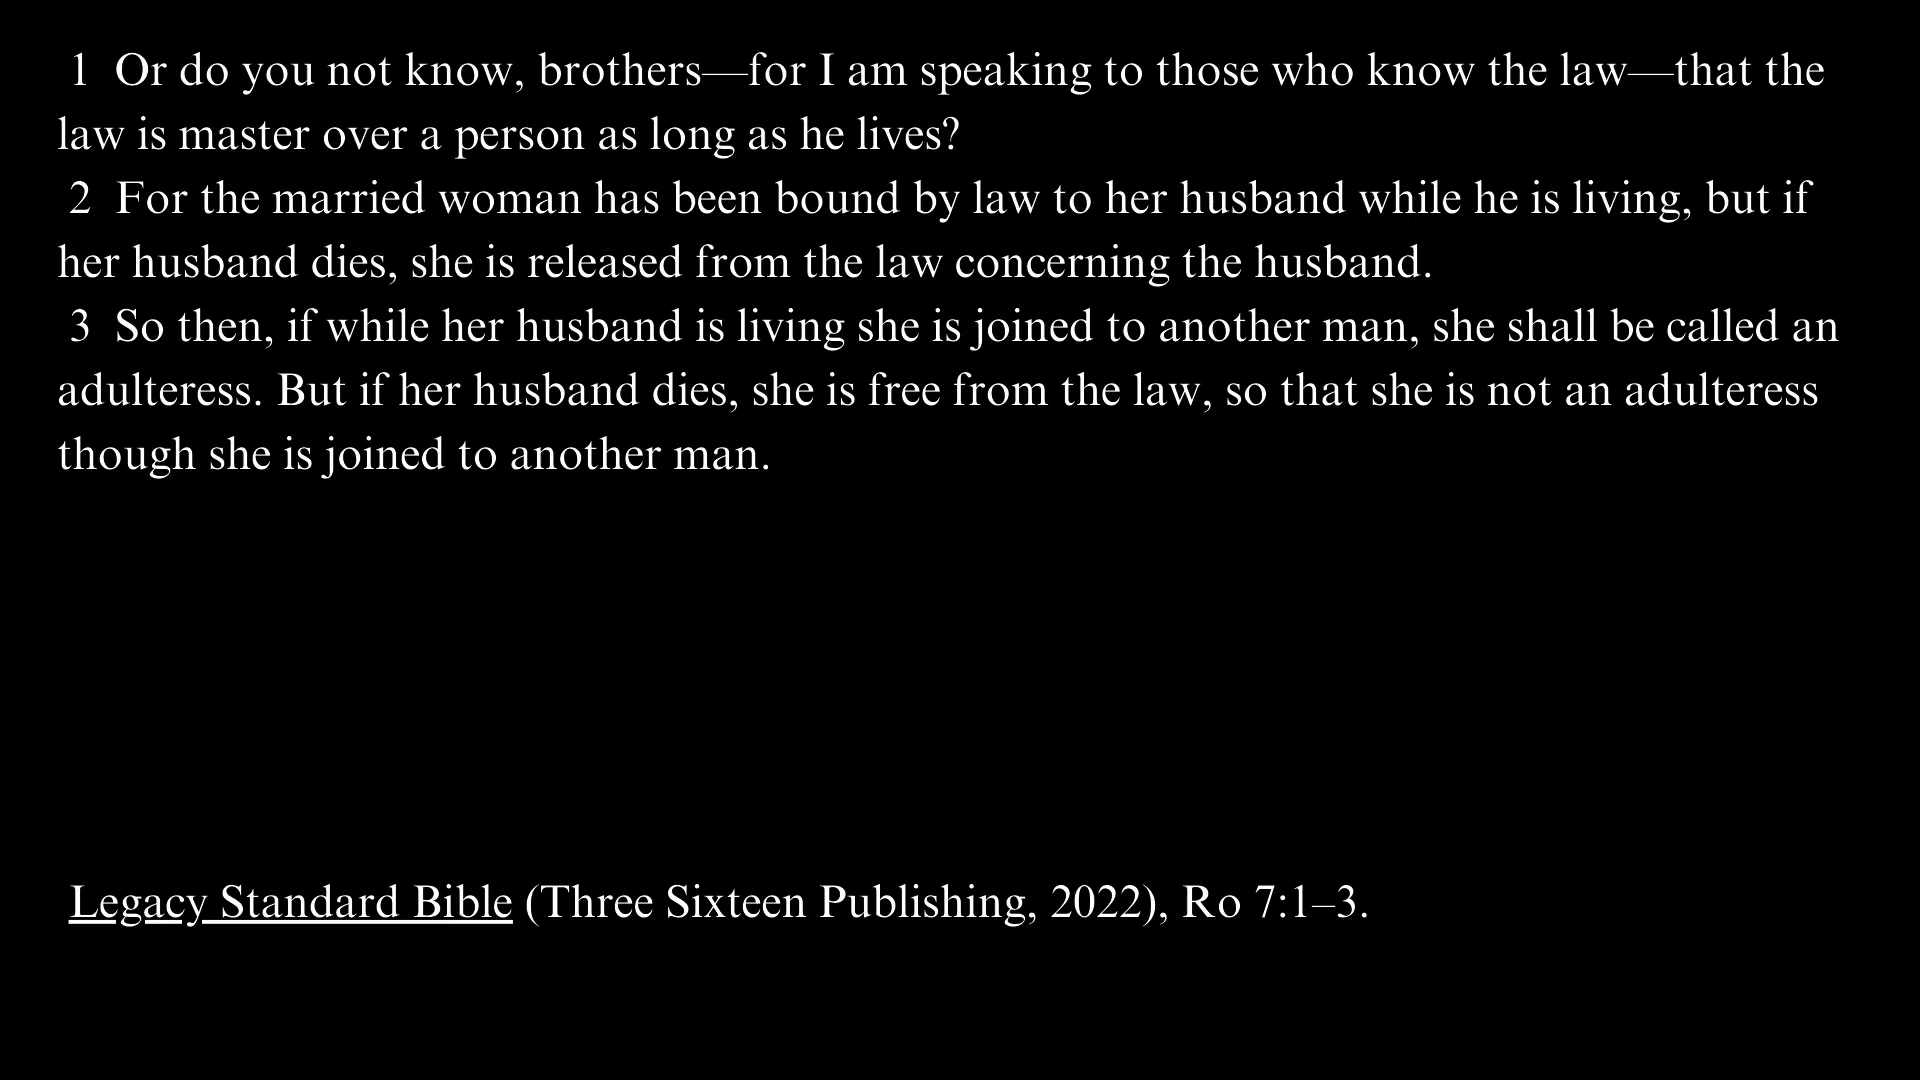 1 Or do you not know, brothers—for I am speaking to those who know the law—that the
law is master over a person as long as he lives?
2 For the married woman has been bound by law to her husband while he is living, but if
her husband dies, she is released from the law concerning the husband.
3 So then, if while her husband is living she is joined to another man, she shall be called an
adulteress. But if her husband dies, she is free from the law, so that she is not an adulteress
though she is joined to another man.
Legacy Standard Bible (Three Sixteen Publishing, 2022), Ro 7:1–3.